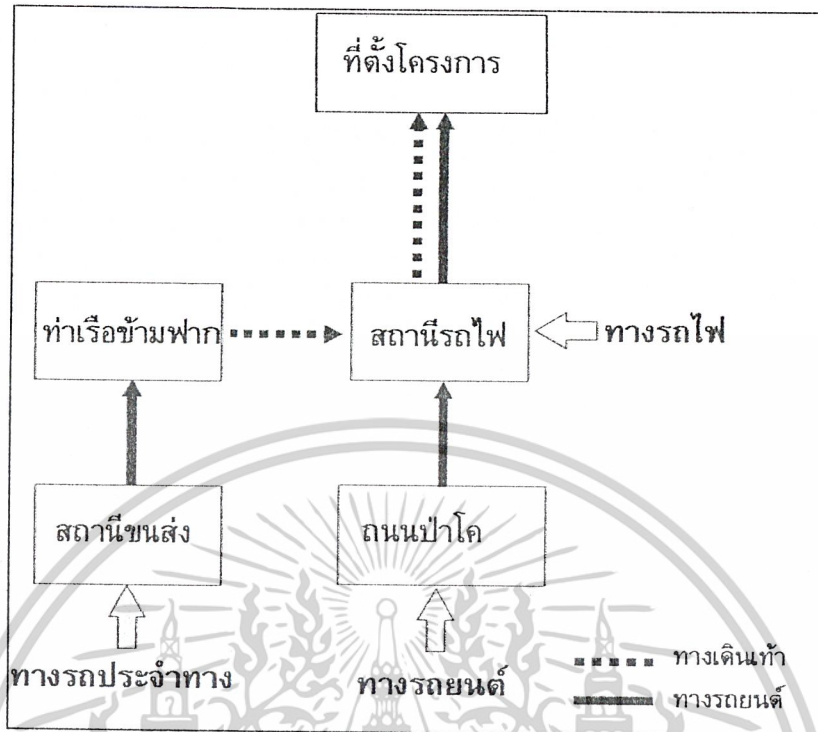 ที่ตั้งโครงการ
ท่าเรือข้ามฟาก
สถานีรถไฟ
ทางรถไฟ
สถานีขนส่ง
ถนนป่าโค
ทางรถประจำทาง
ทางรถยนต์
ทางเดินเท้า
ทางรถยนต์